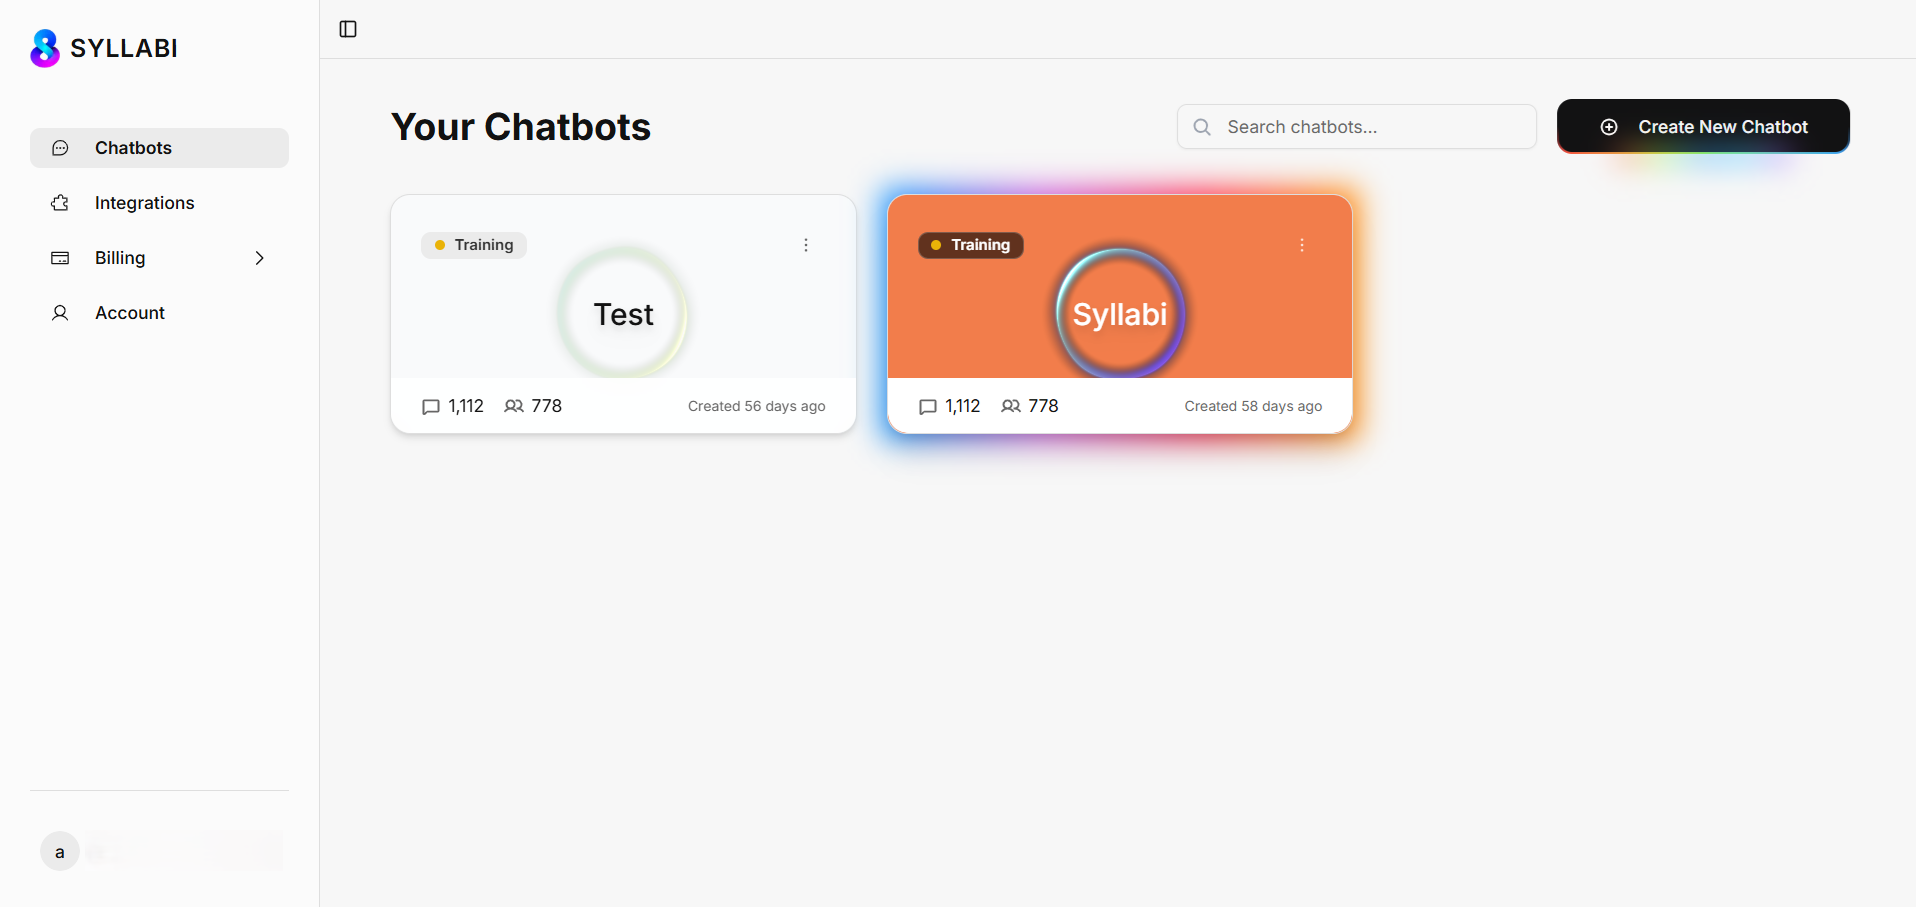 SYLLABI
Chatbots
Integrations
Billing
Account
a
Your Chatbots
Search chatbots...
Create New Chatbot
Training
Test
1,112 778 Created 56 days ago
Training
Syllabi
1,112 778 Created 58 days ago